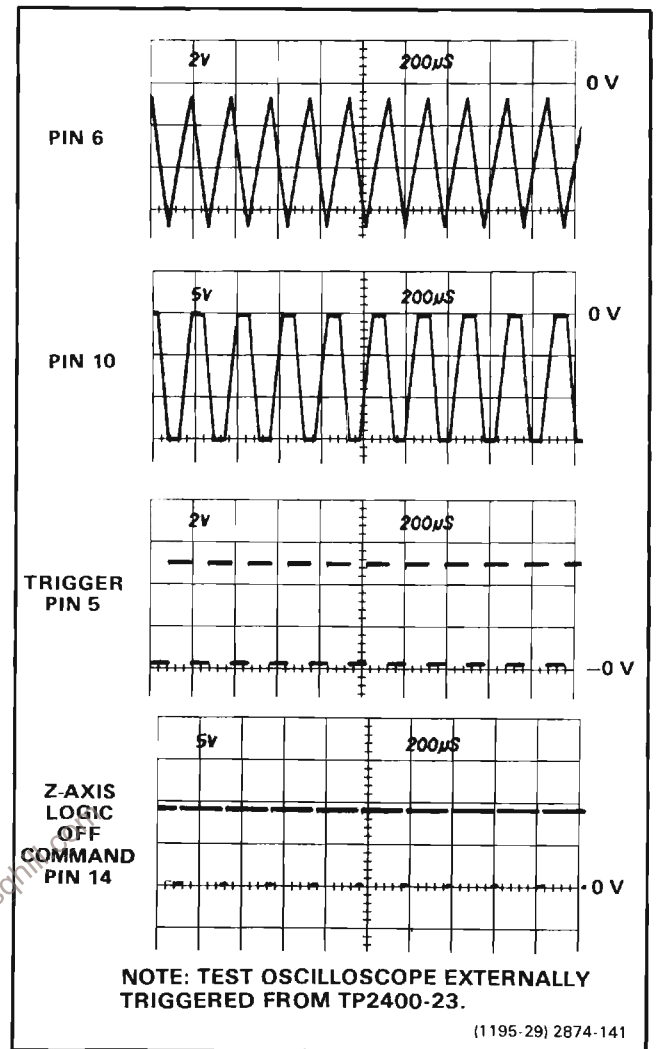 2V 200µS
0 V
PIN 6
5V 200µS
0 V
PIN 10
2V 200µS
TRIGGER
PIN 5
–0 V
5V 200µS
Z-AXIS
LOGIC
OFF
COMMAND
PIN 14
0 V
NOTE: TEST OSCILLOSCOPE EXTERNALLY
TRIGGERED FROM TP2400-23.
(1195-29) 2874-141